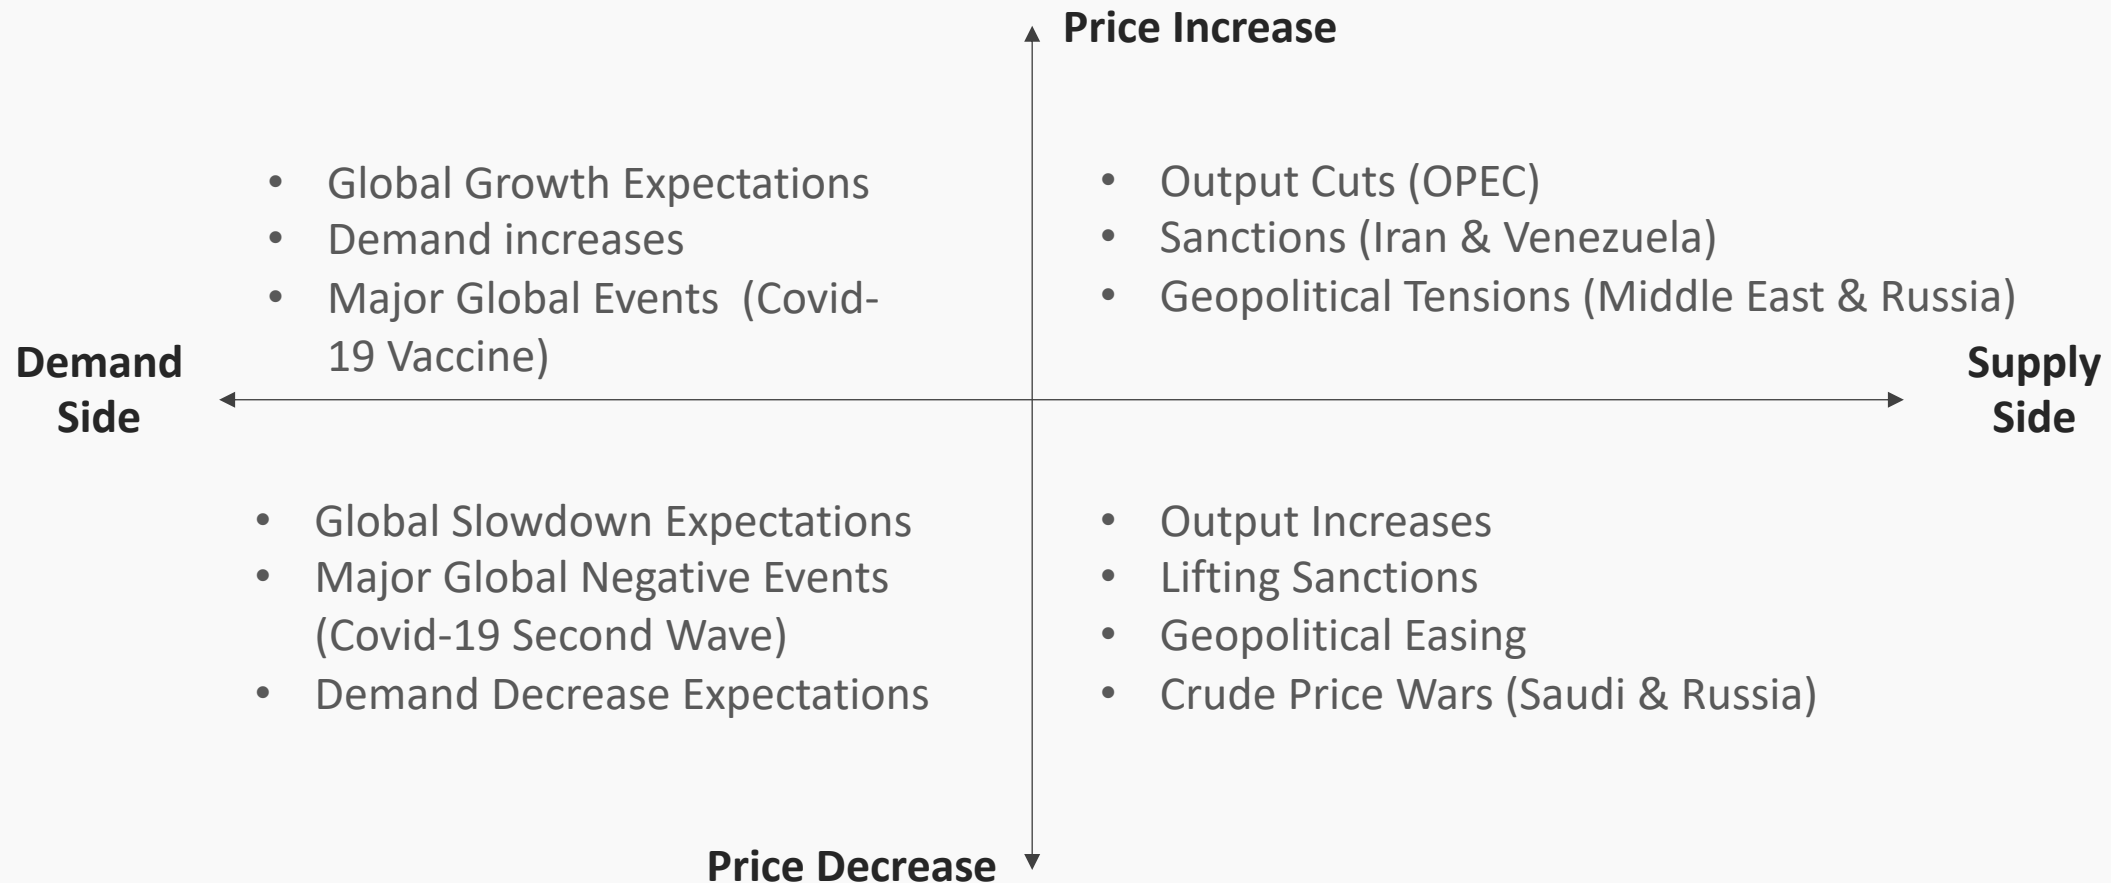 Price Increase
• Global Growth Expectations
• Demand increases
• Major Global Events (Covid-
19 Vaccine)
• Output Cuts (OPEC)
• Sanctions (Iran & Venezuela)
• Geopolitical Tensions (Middle East & Russia)
Demand
Side
Supply
Side
• Global Slowdown Expectations
• Major Global Negative Events
(Covid-19 Second Wave)
• Demand Decrease Expectations
• Output Increases
• Lifting Sanctions
• Geopolitical Easing
• Crude Price Wars (Saudi & Russia)
Price Decrease